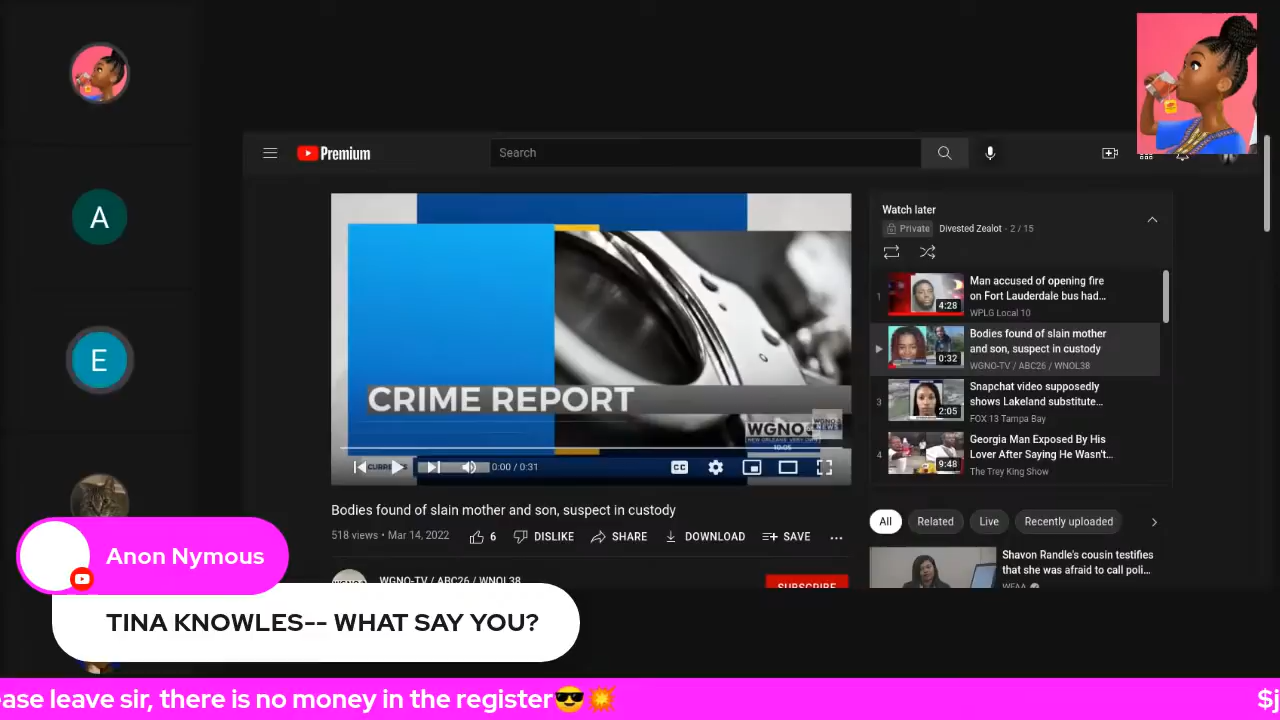 Premium
Search
CRIME REPORT
WGNO
0:00 / 0:31
CC
Bodies found of slain mother and son, suspect in custody
518 views • Mar 14, 2022
6
DISLIKE
SHARE
DOWNLOAD
SAVE
WGNO-TV / ABC26 / WNOL38
SUBSCRIBE
Watch later
Private
Divested Zealot - 2 / 15
1
Man accused of opening fire
on Fort Lauderdale bus had...
WPLG Local 10
4:28
Bodies found of slain mother
and son, suspect in custody
WGNO-TV / ABC26 / WNOL38
0:32
3
Snapchat video supposedly
shows Lakeland substitute...
FOX 13 Tampa Bay
2:05
4
Georgia Man Exposed By His
Lover After Saying He Wasn't...
The Trey King Show
9:48
All
Related
Live
Recently uploaded
Shavon Randle's cousin testifies
that she was afraid to call poli...
WFAA
A
E
Anon Nymous
TINA KNOWLES-- WHAT SAY YOU?
ease leave sir, there is no money in the register😎💥
$j